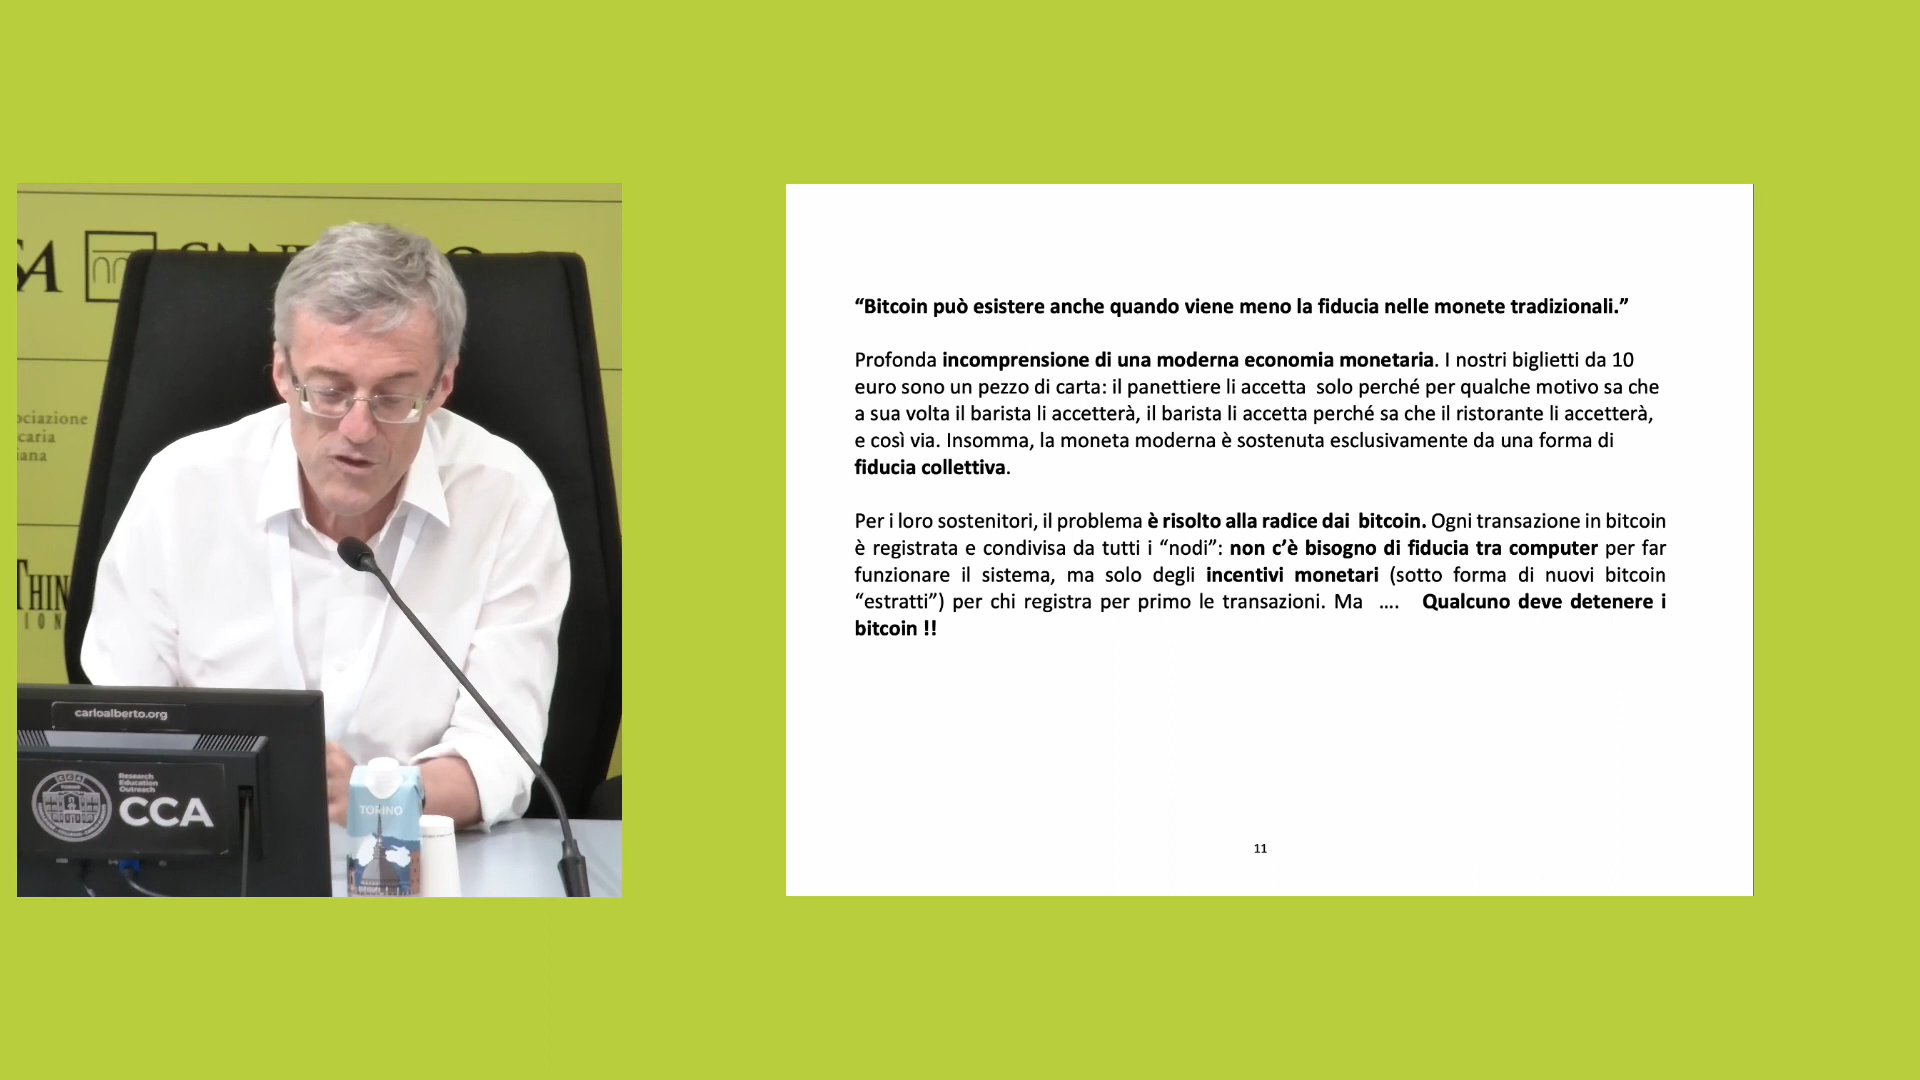 SA
ociazione
caria
iana
THIN
ION
carloalberto.org
Research
Education
Outreach
CCA
TORINO
“Bitcoin può esistere anche quando viene meno la fiducia nelle monete tradizionali.”
Profonda incomprensione di una moderna economia monetaria. I nostri biglietti da 10
euro sono un pezzo di carta: il panettiere li accetta solo perché per qualche motivo sa che
a sua volta il barista li accetterà, il barista li accetta perché sa che il ristorante li accetterà,
e così via. Insomma, la moneta moderna è sostenuta esclusivamente da una forma di
fiducia collettiva.
Per i loro sostenitori, il problema è risolto alla radice dai bitcoin. Ogni transazione in bitcoin
è registrata e condivisa da tutti i “nodi”: non c’è bisogno di fiducia tra computer per far
funzionare il sistema, ma solo degli incentivi monetari (sotto forma di nuovi bitcoin
“estratti”) per chi registra per primo le transazioni. Ma .... Qualcuno deve detenere i
bitcoin !!
11